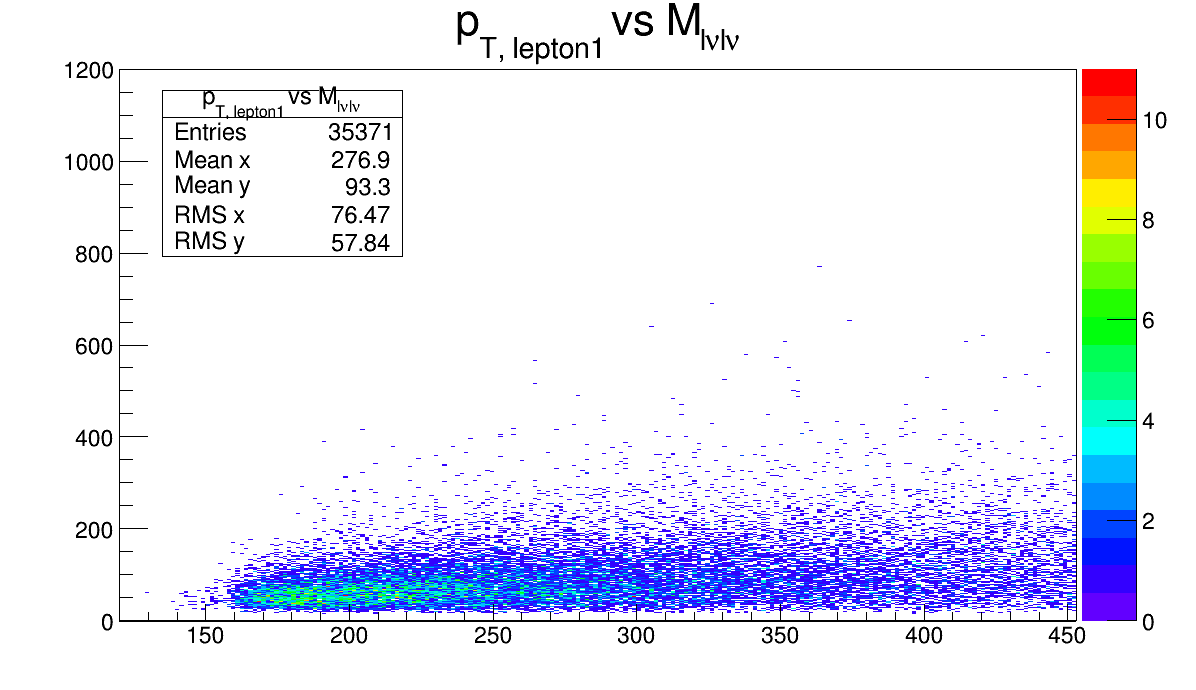 p_T, lepton1 vs M_lνlν
p_T, lepton1 vs M_lνlν
Entries 35371
Mean x 276.9
Mean y 93.3
RMS x 76.47
RMS y 57.84
1200
1000
800
600
400
200
0
150 200 250 300 350 400 450
10
8
6
4
2
0